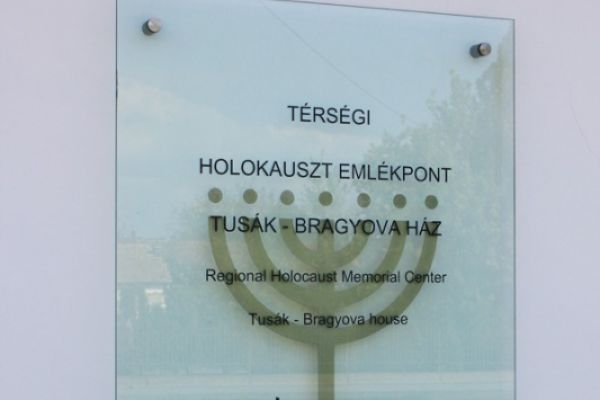 TÉRSÉGI
HOLOKAUSZT EMLÉKPONT
TUSÁK - BRAGYOVA HÁZ
Regional Holocaust Memorial Center
Tusák - Bragyova house